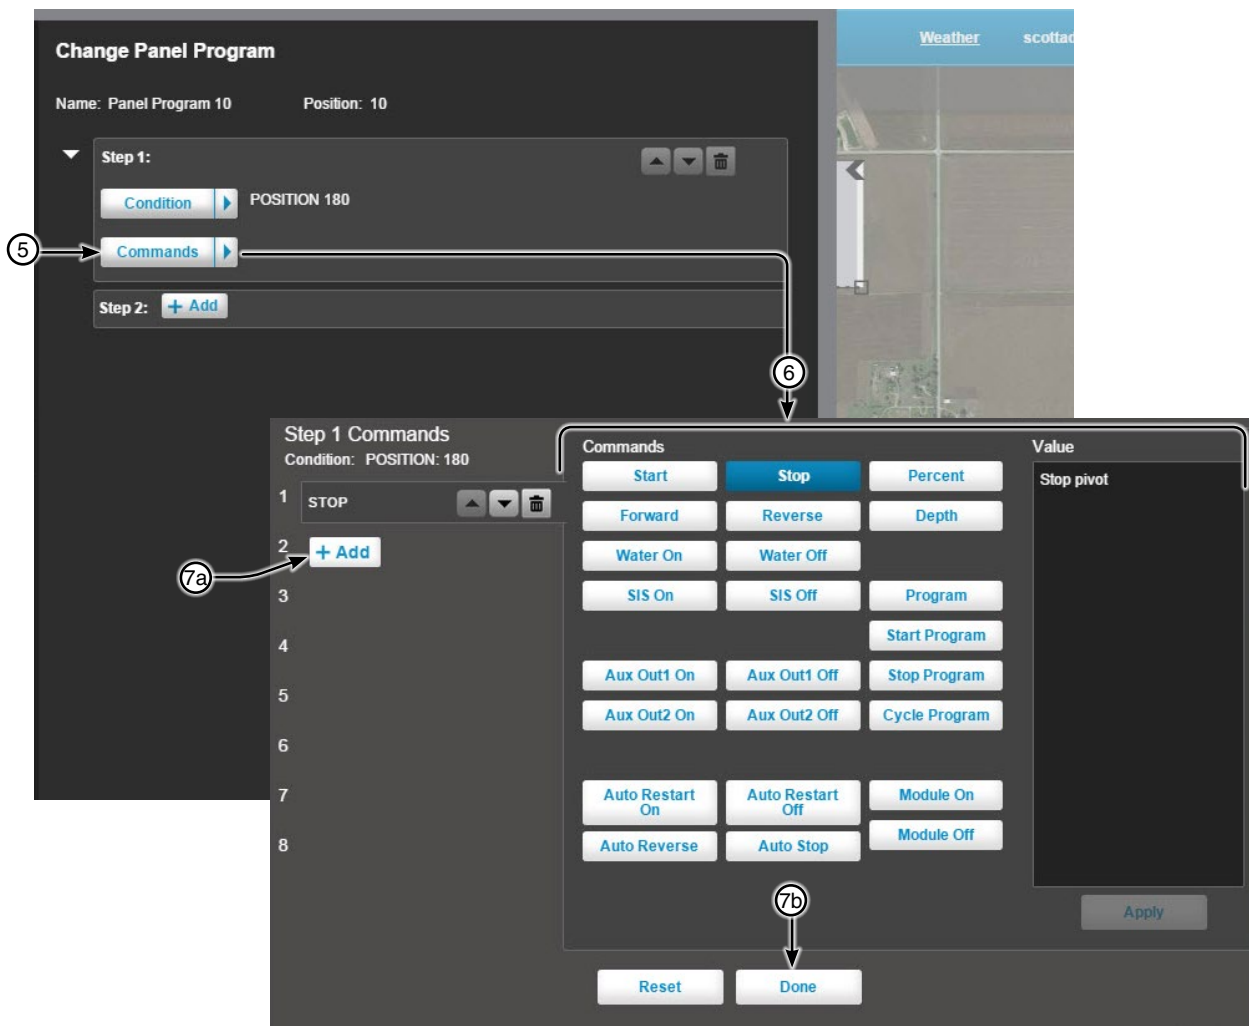 Weather scottad
Change Panel Program
Name: Panel Program 10 Position: 10
Step 1:
Condition POSITION 180
5
Commands
Step 2: + Add
6
Step 1 Commands
Condition: POSITION: 180
1 STOP
2 + Add
7a
3
4
5
6
7
8
Commands
Start Stop Percent
Forward Reverse Depth
Water On Water Off
SIS On SIS Off Program
Start Program
Aux Out1 On Aux Out1 Off Stop Program
Aux Out2 On Aux Out2 Off Cycle Program
Auto Restart On Auto Restart Off Module On
Auto Reverse Auto Stop Module Off
Value
Stop pivot
Apply
7b
Reset Done